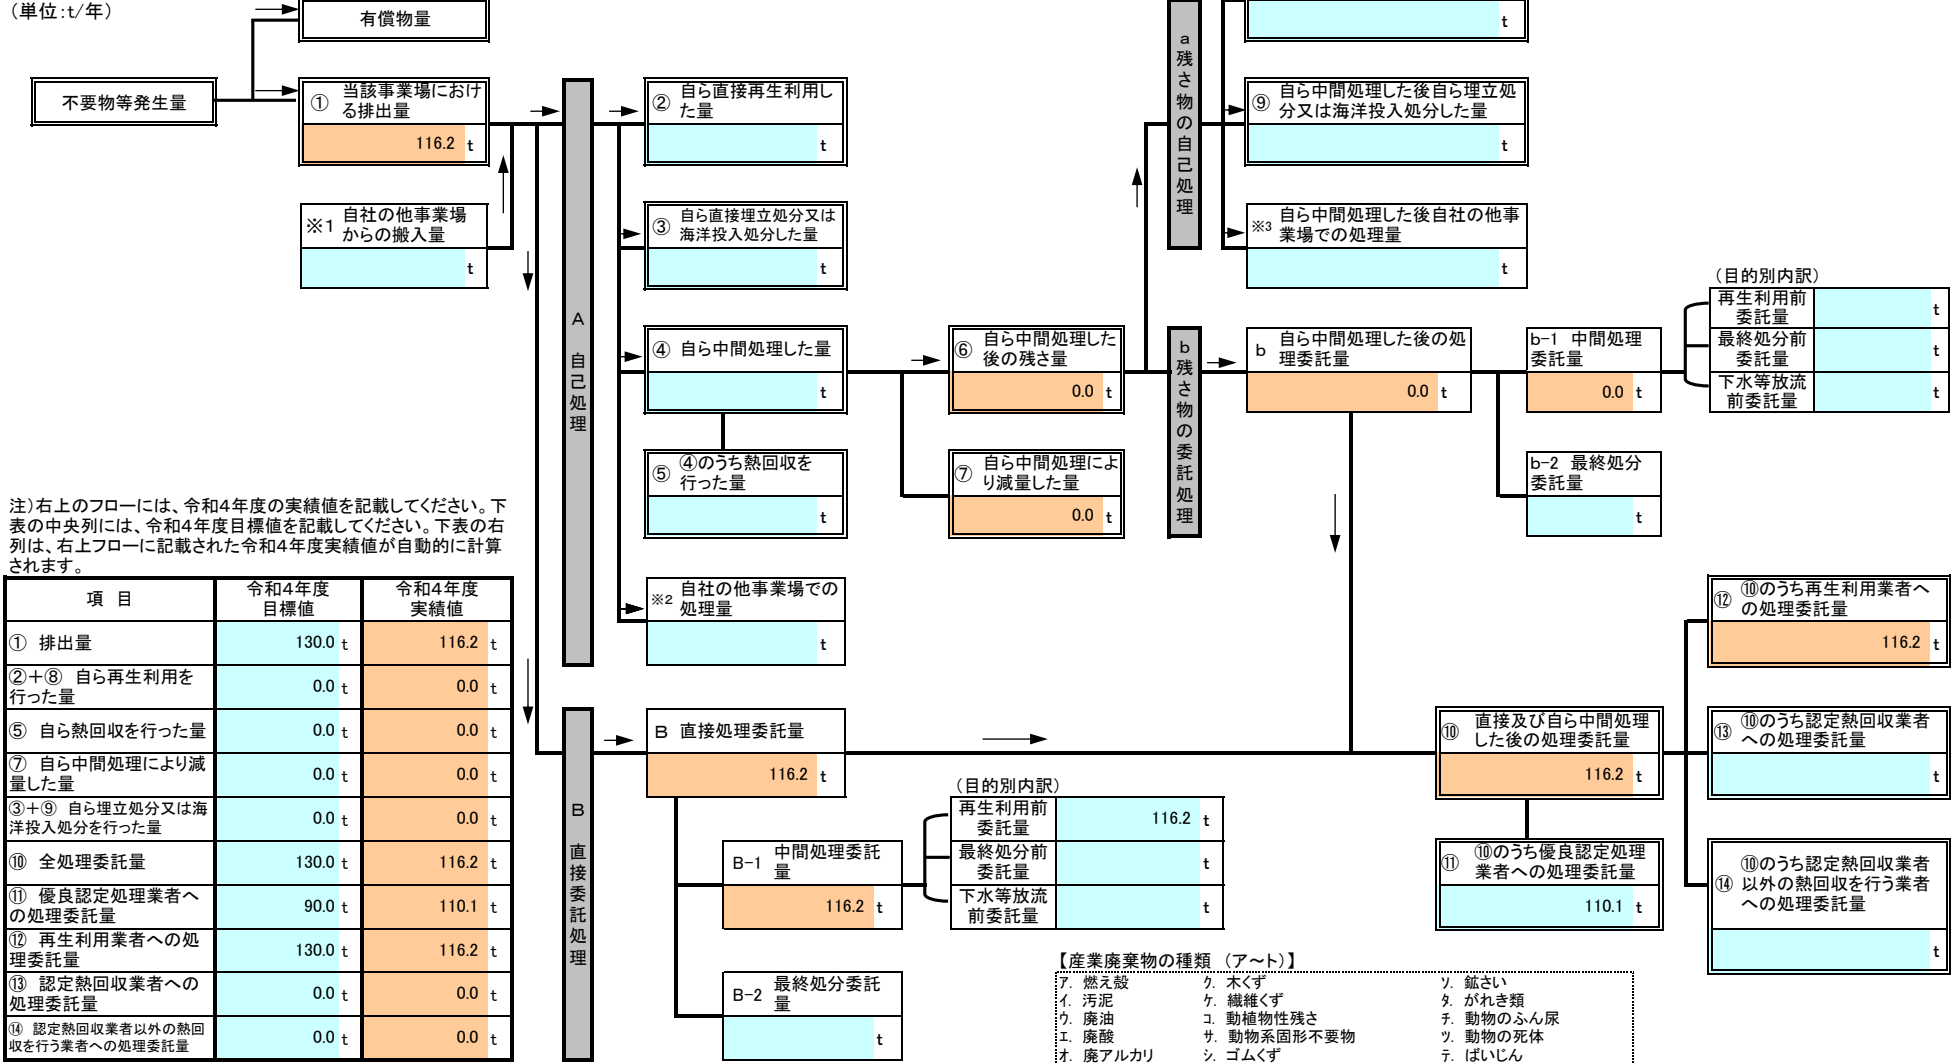 （単位:t/年）
有償物量
不要物等発生量
① 当該事業場におけ
る排出量
116.2 t
※1 自社の他事業場
からの搬入量
t
A 自己処理
② 自ら直接再生利用し
た量
t
③ 自ら直接埋立処分又は
海洋投入処分した量
t
④ 自ら中間処理した量
t
⑤ ④のうち熱回収を
行った量
t
※2 自社の他事業場での
処理量
t
⑥ 自ら中間処理した
後の残さ量
0.0 t
⑦ 自ら中間処理によ
り減量した量
0.0 t
a残さ物の自己処理
t
⑨ 自ら中間処理した後自ら埋立処
分又は海洋投入処分した量
t
※3 自ら中間処理した後自社の他事
業場での処理量
t
b残さ物の委託処理
b 自ら中間処理した後の処
理委託量
0.0 t
b-1 中間処理
委託量
0.0 t
（目的別内訳）
再生利用前
委託量
t
最終処分前
委託量
t
下水等放流
前委託量
t
b-2 最終処分
委託量
t
注）右上のフローには、令和4年度の実績値を記載してください。下
表の中央列には、令和4年度目標値を記載してください。下表の右
列は、右上フローに記載された令和4年度実績値が自動的に計算
されます。
項 目 令和4年度
目標値 令和4年度
実績値
① 排出量 130.0 t 116.2 t
②＋⑧ 自ら再生利用を
行った量 0.0 t 0.0 t
⑤ 自ら熱回収を行った量 0.0 t 0.0 t
⑦ 自ら中間処理により減
量した量 0.0 t 0.0 t
③＋⑨ 自ら埋立処分又は海
洋投入処分を行った量 0.0 t 0.0 t
⑩ 全処理委託量 130.0 t 116.2 t
⑪ 優良認定処理業者へ
の処理委託量 90.0 t 110.1 t
⑫ 再生利用業者への処
理委託量 130.0 t 116.2 t
⑬ 認定熱回収業者への
処理委託量 0.0 t 0.0 t
⑭ 認定熱回収業者以外の熱回
収を行う業者への処理委託量 0.0 t 0.0 t
B 直接委託処理
B 直接処理委託量
116.2 t
B-1 中間処理委託
量
116.2 t
（目的別内訳）
再生利用前
委託量
116.2 t
最終処分前
委託量
t
下水等放流
前委託量
t
B-2 最終処分委託
量
t
⑩ 直接及び自ら中間処理
した後の処理委託量
116.2 t
⑪ ⑩のうち優良認定処理
業者への処理委託量
110.1 t
⑫ ⑩のうち再生利用業者へ
の処理委託量
116.2 t
⑬ ⑩のうち認定熱回収業者
への処理委託量
t
⑭ ⑩のうち認定熱回収業者
以外の熱回収を行う業者
への処理委託量
t
【産業廃棄物の種類 （ア～ト）】
ア. 燃え殻 ク. 木くず ソ. 鉱さい
イ. 汚泥 ケ. 繊維くず タ. がれき類
ウ. 廃油 コ. 動植物性残さ チ. 動物のふん尿
エ. 廃酸 サ. 動物系固形不要物 ツ. 動物の死体
オ. 廃アルカリ シ. ゴムくず テ. ばいじん